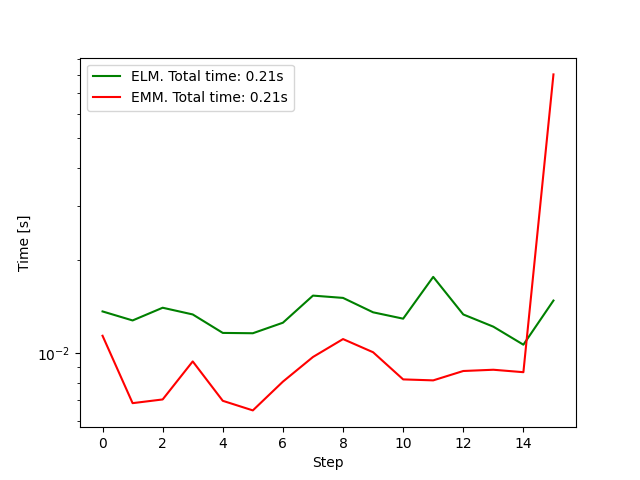 ELM. Total time: 0.21s
EMM. Total time: 0.21s
Time [s]
10⁻²
0 2 4 6 8 10 12 14
Step